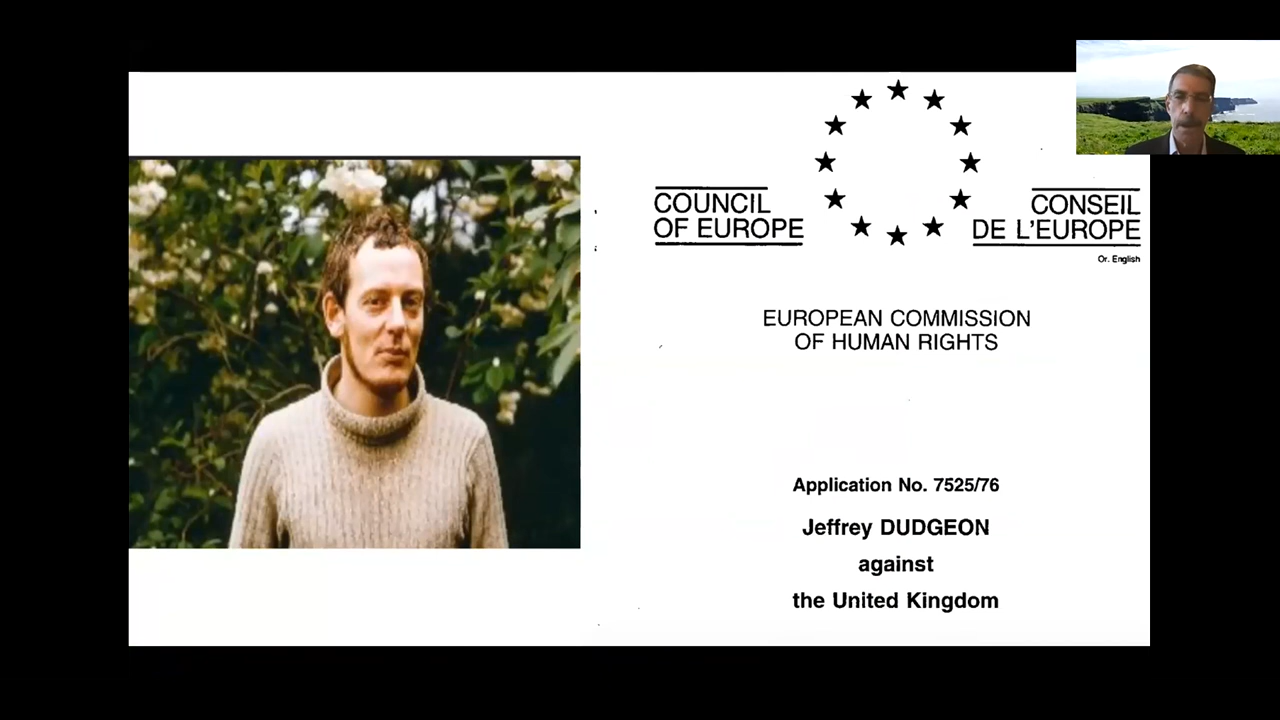 COUNCIL
OF EUROPE
CONSEIL
DE L'EUROPE
Or. English
EUROPEAN COMMISSION
OF HUMAN RIGHTS
Application No. 7525/76
Jeffrey DUDGEON
against
the United Kingdom